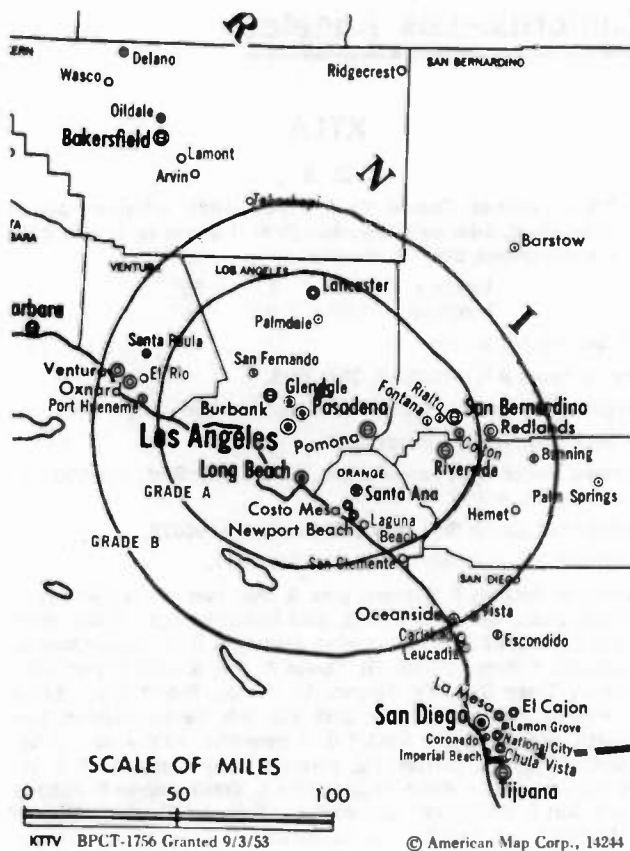 R
ERN
Delano
Wasco
Ridgecrest
SAN BERNARDINO
Oildale
Bakersfield
Lamont
Arvin
N
TA
BARA
Barstow
VENTURA
LOS ANGELES
I
Lancaster
arbara
Palmdale
Santa Paula
San Fernando
Ventura
El Rio
Oxnard
Port Hueneme
Glendale
Burbank
Pasadena
Fontana
Rialto
San Bernardino
Redlands
Los Angeles
Pomona
Colton
Banning
Riverside
Long Beach
ORANGE
Palm Springs
GRADE A
Santa Ana
Costo Mesa
Hemet
Newport Beach
Laguna
Beach
GRADE B
San Clemente
SAN DIEGO
Oceanside
Vista
Carlsbad
Leucadia
Escondido
La Mesa
El Cajon
San Diego
Lemon Grove
Coronado
National City
Imperial Beach
Chula Vista
Tijuana
SCALE OF MILES
0 50 100
KTTV BPCT-1756 Granted 9/3/53
© American Map Corp., 14244